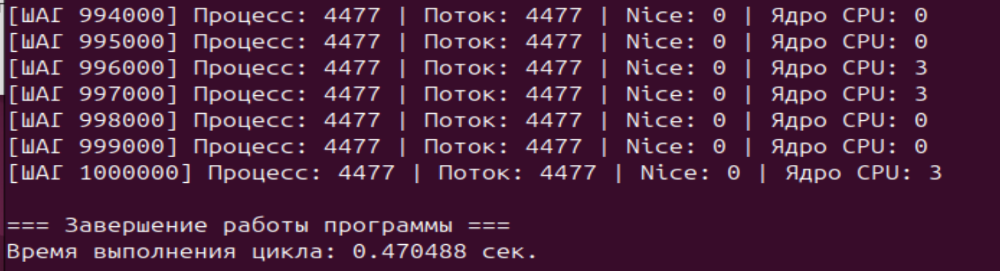 [ШАГ 994000] Процесс: 4477 | Поток: 4477 | Nice: 0 | Ядро CPU: 0
[ШАГ 995000] Процесс: 4477 | Поток: 4477 | Nice: 0 | Ядро CPU: 0
[ШАГ 996000] Процесс: 4477 | Поток: 4477 | Nice: 0 | Ядро CPU: 3
[ШАГ 997000] Процесс: 4477 | Поток: 4477 | Nice: 0 | Ядро CPU: 3
[ШАГ 998000] Процесс: 4477 | Поток: 4477 | Nice: 0 | Ядро CPU: 0
[ШАГ 999000] Процесс: 4477 | Поток: 4477 | Nice: 0 | Ядро CPU: 0
[ШАГ 1000000] Процесс: 4477 | Поток: 4477 | Nice: 0 | Ядро CPU: 3
=== Завершение работы программы ===
Время выполнения цикла: 0.470488 сек.